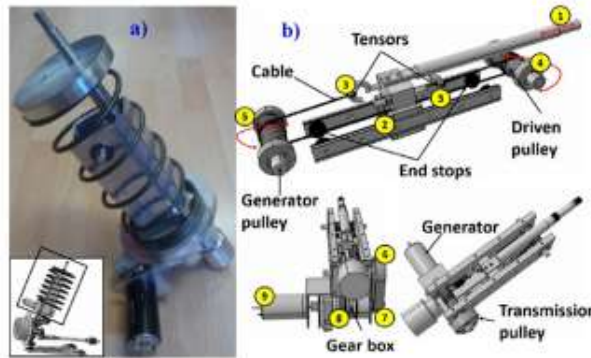 a)
b)
1
Tensors
Cable
3
4
3
5
2
Driven
pulley
Generator
pulley
End stops
Generator
6
9
8
7
Gear box
Transmission
pulley